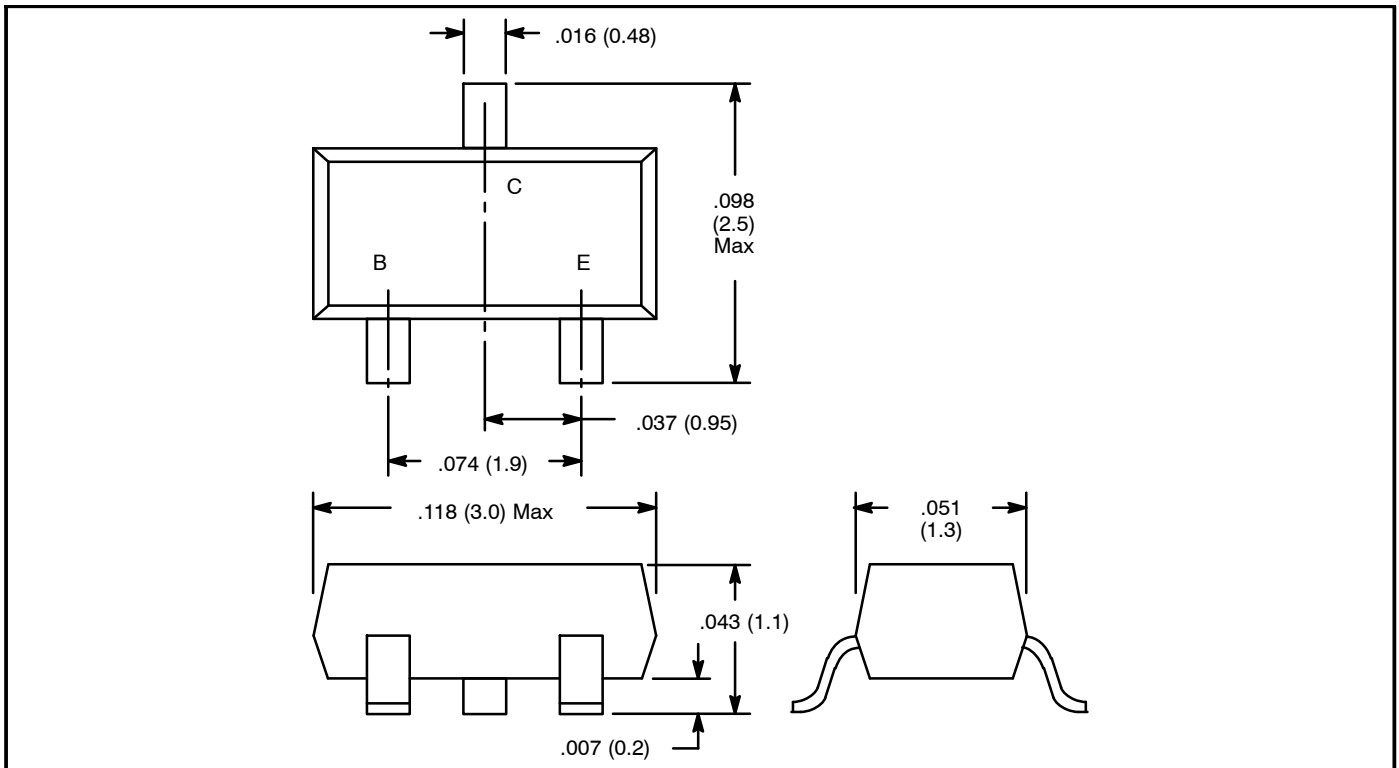 .016 (0.48)
C
.098
(2.5)
Max
B
E
.037 (0.95)
.074 (1.9)
.118 (3.0) Max
.051
(1.3)
.043 (1.1)
.007 (0.2)